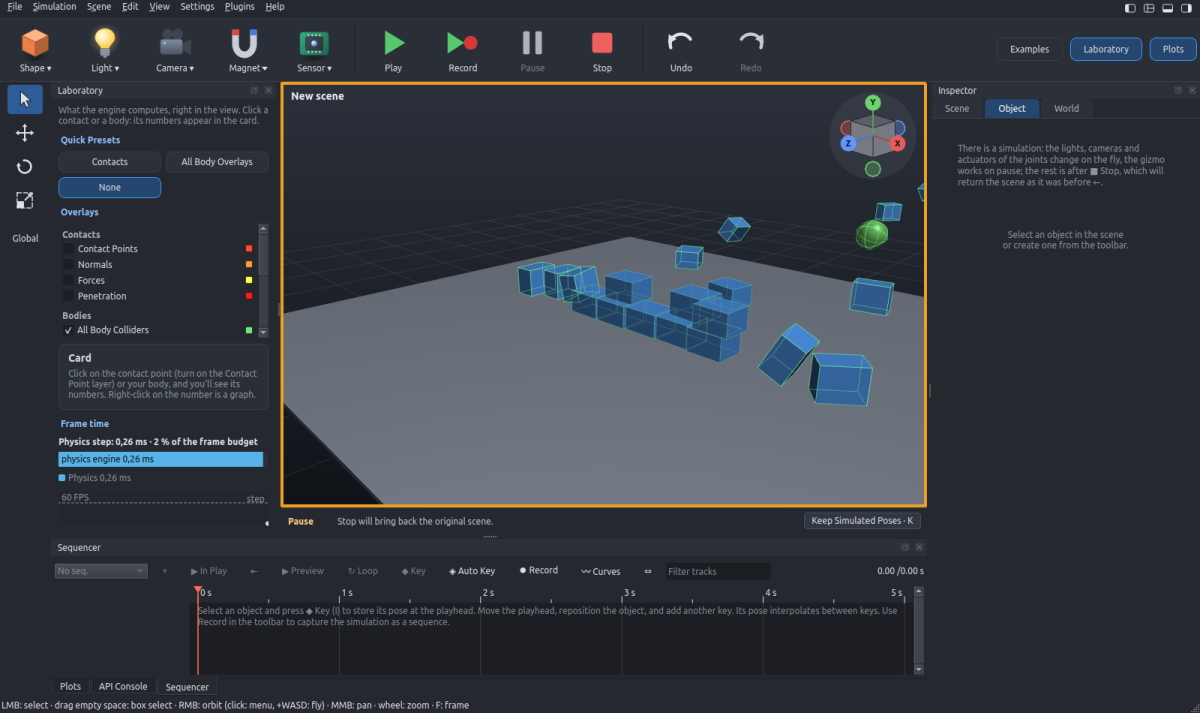 File Simulation Scene Edit View Settings Plugins Help
Shape ▾ Light ▾ Camera ▾ Magnet ▾ Sensor ▾ Play Record Pause Stop Undo Redo Examples Laboratory Plots
Laboratory
What the engine computes, right in the view. Click a
contact or a body: its numbers appear in the card.
Quick Presets
Contacts All Body Overlays
None
Overlays
Contacts
Contact Points
Normals
Forces
Penetration
Bodies
✓ All Body Colliders
Card
Click on the contact point (turn on the Contact
Point layer) or your body, and you'll see its
numbers. Right-click on the number is a graph.
Frame time
Physics step: 0,26 ms · 2 % of the frame budget
physics engine 0,26 ms
Physics 0,26 ms
60 FPS
step
Global
New scene
Y
Z
X
Pause Stop will bring back the original scene. Keep Simulated Poses · K
Inspector
Scene Object World
There is a simulation: the lights, cameras and
actuators of the joints change on the fly, the gizmo
works on pause; the rest is after ■ Stop, which will
return the scene as it was before ←.
Select an object in the scene
or create one from the toolbar.
Sequencer
No seq. + ▶ In Play ⇤ ▶ Preview ↻ Loop ◆ Key ◈ Auto Key ● Record Curves ⇔ Filter tracks 0.00 /0.00 s
0 s 1 s 2 s 3 s 4 s 5 s
Select an object and press ◆ Key (I) to store its pose at the playhead. Move the playhead, reposition the object, and add another key. Its pose interpolates between keys. Use
Record in the toolbar to capture the simulation as a sequence.
Plots API Console Sequencer
LMB: select · drag empty space: box select · RMB: orbit (click: menu, +WASD: fly) · MMB: pan · wheel: zoom · F: frame